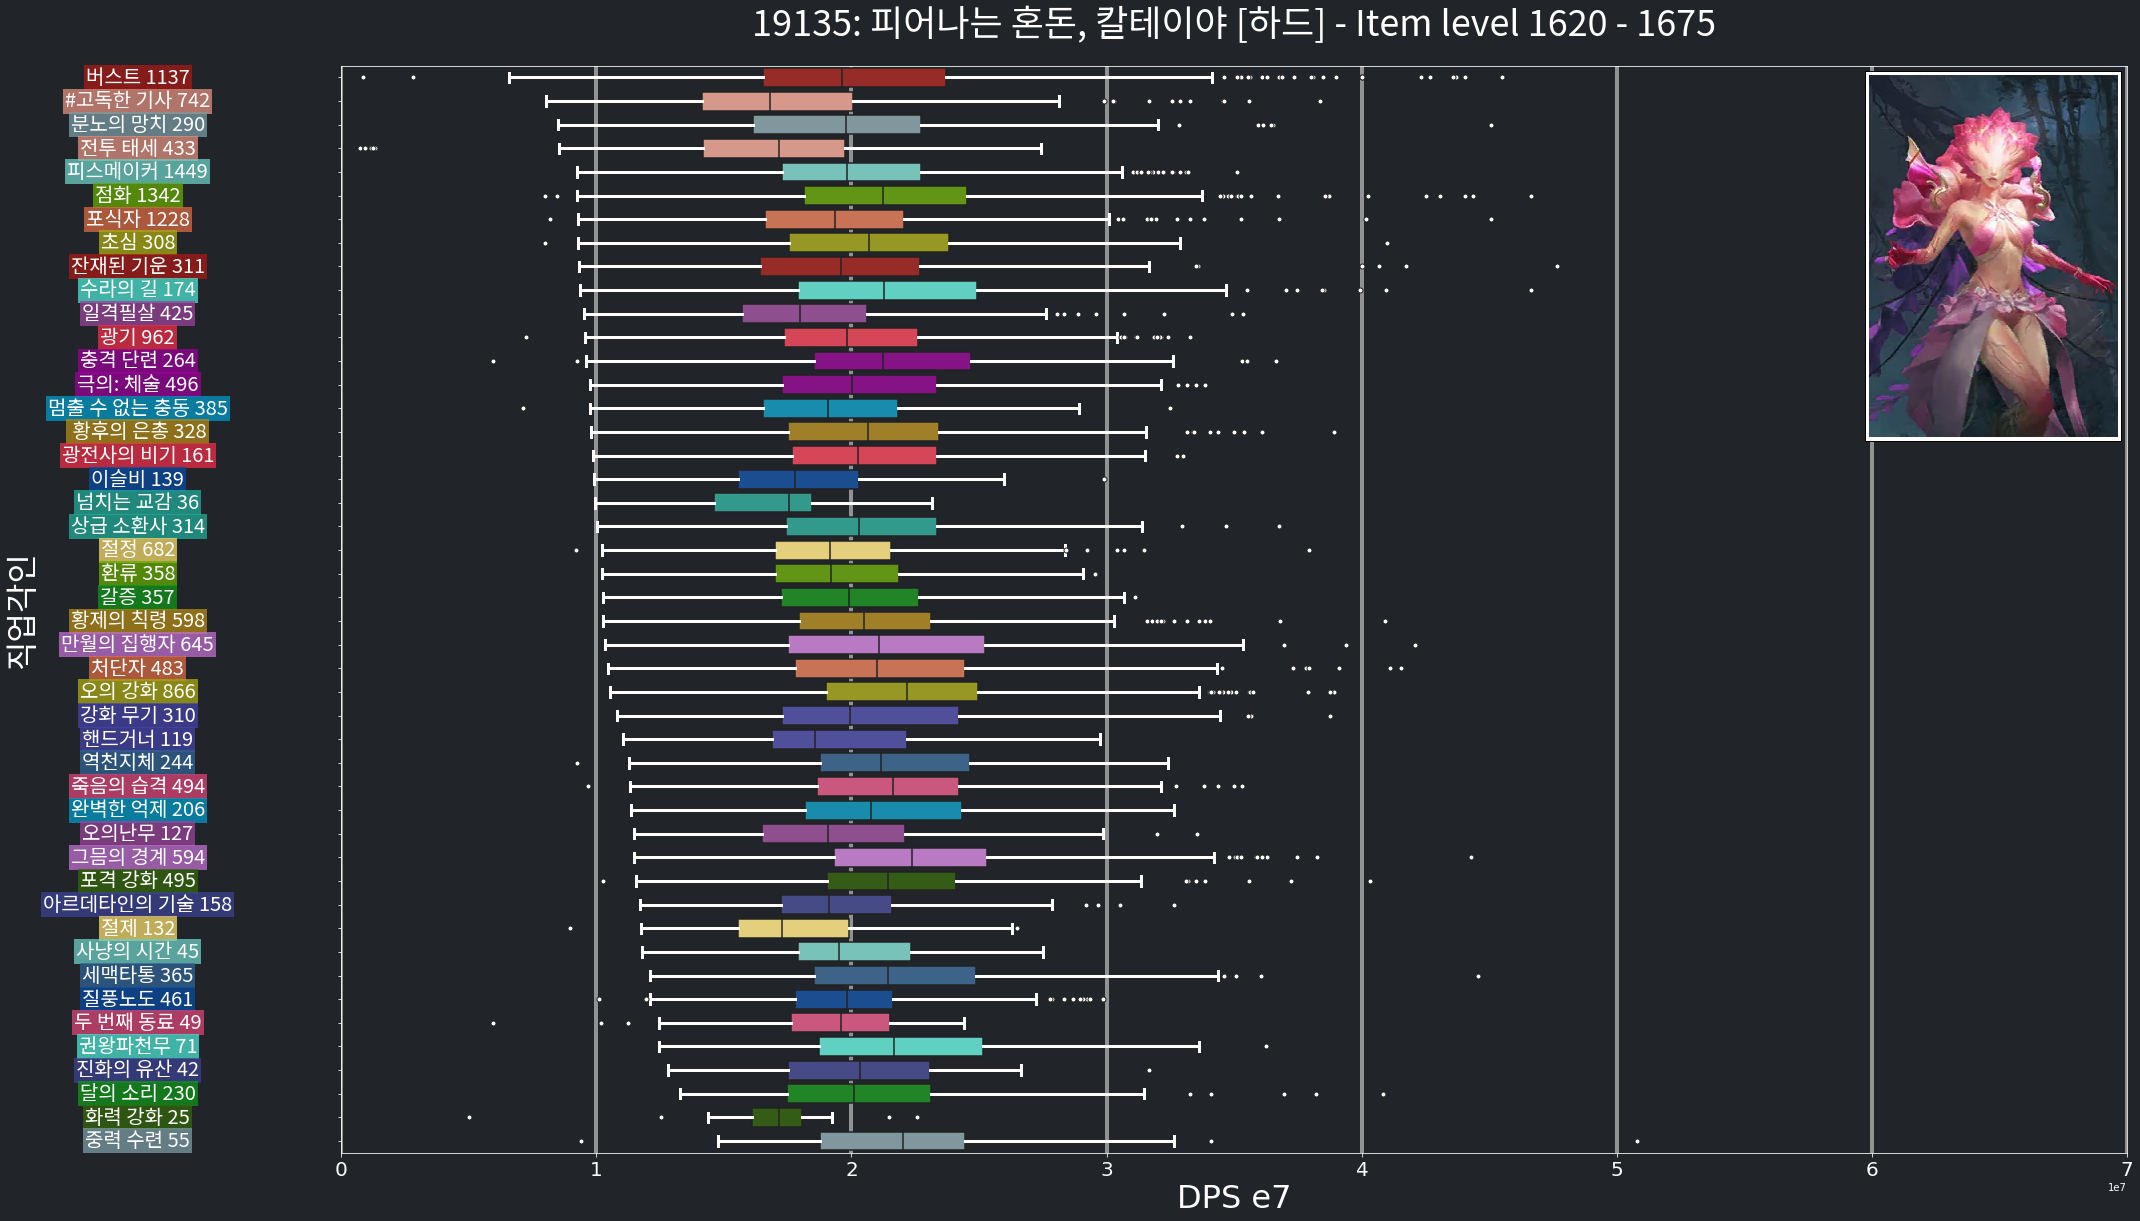 19135: 피어나는 혼돈, 칼테이야 [하드] - Item level 1620 - 1675
직업각인
버스트 1137
#고독한 기사 742
분노의 망치 290
전투 태세 433
피스메이커 1449
점화 1342
포식자 1228
초심 308
잔재된 기운 311
수라의 길 174
일격필살 425
광기 962
충격 단련 264
극의: 체술 496
멈출 수 없는 충동 385
황후의 은총 328
광전사의 비기 161
이슬비 139
넘치는 교감 36
상급 소환사 314
절정 682
환류 358
갈증 357
황제의 칙령 598
만월의 집행자 645
처단자 483
오의 강화 866
강화 무기 310
핸드거너 119
역천지체 244
죽음의 습격 494
완벽한 억제 206
오의난무 127
그믐의 경계 594
포격 강화 495
아르데타인의 기술 158
절제 132
사냥의 시간 45
세맥타통 365
질풍노도 461
두 번째 동료 49
권왕파천무 71
진화의 유산 42
달의 소리 230
화력 강화 25
중력 수련 55
0 1 2 3 4 5 6 7
DPS e7
1e7